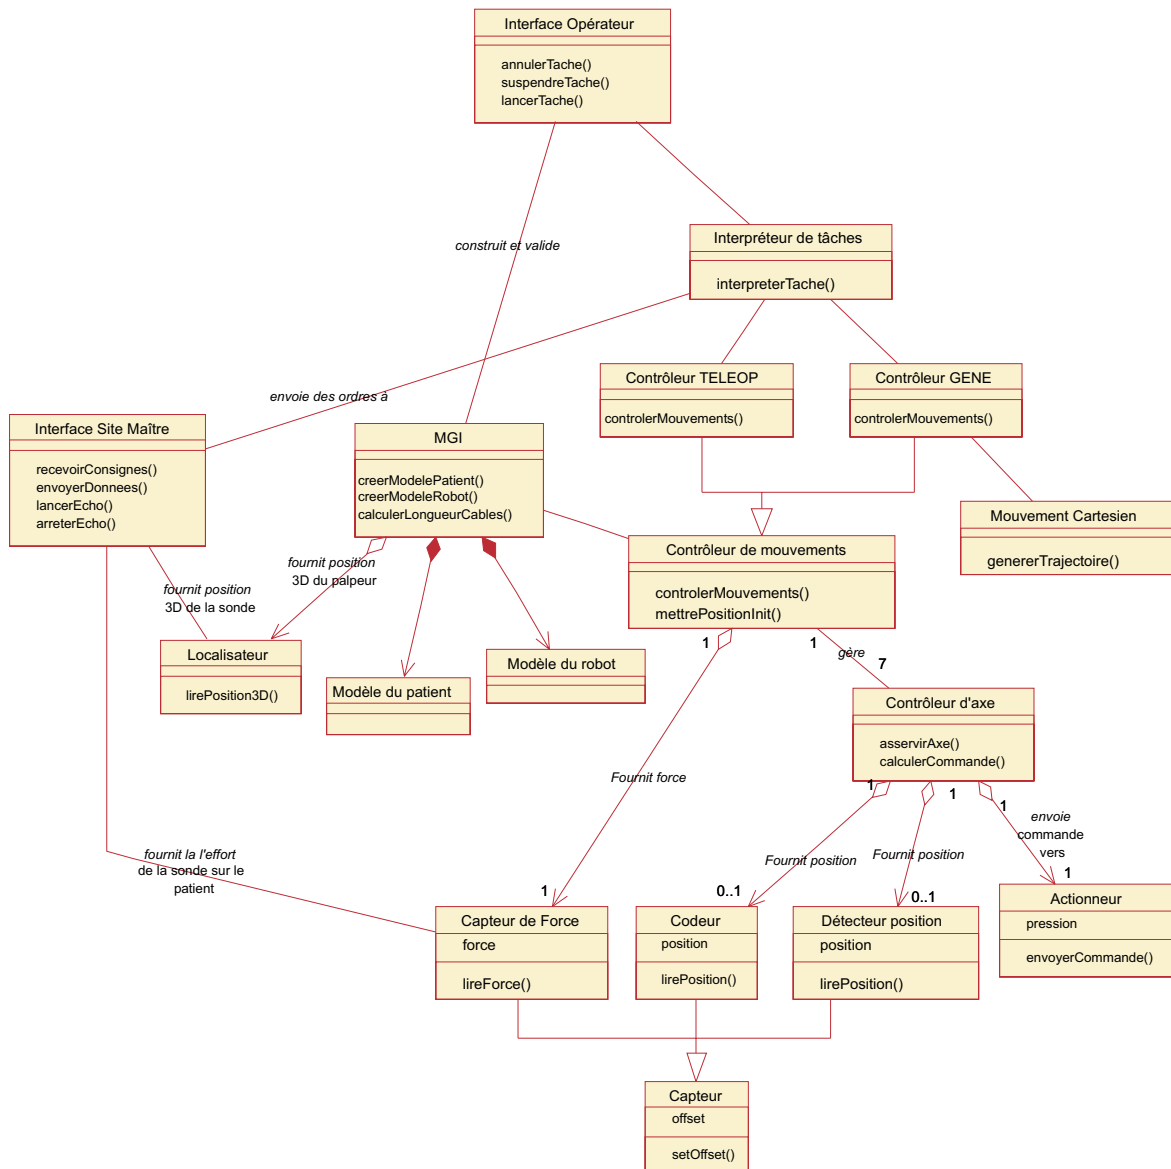 Interface Opérateur
annulerTache()
suspendreTache()
lancerTache()
construit et valide
Interpréteur de tâches
interpreterTache()
envoie des ordres à
Contrôleur TELEOP
controlerMouvements()
Contrôleur GENE
controlerMouvements()
Interface Site Maître
recevoirConsignes()
envoyerDonnees()
lancerEcho()
arreterEcho()
MGI
creerModelePatient()
creerModeleRobot()
calculerLongueurCables()
Mouvement Cartesien
genererTrajectoire()
Contrôleur de mouvements
controlerMouvements()
mettrePositionInit()
fournit position
3D du palpeur
fournit position
3D de la sonde
Localisateur
lirePosition3D()
Modèle du patient
Modèle du robot
1
1
gère
7
Contrôleur d'axe
asservirAxe()
calculerCommande()
Fournit force
1
1
1
envoie
commande
vers
Fournit position
Fournit position
fournit la l'effort
de la sonde sur le
patient
1
0..1
0..1
1
Capteur de Force
force
lireForce()
Codeur
position
lirePosition()
Détecteur position
position
lirePosition()
Actionneur
pression
envoyerCommande()
Capteur
offset
setOffset()